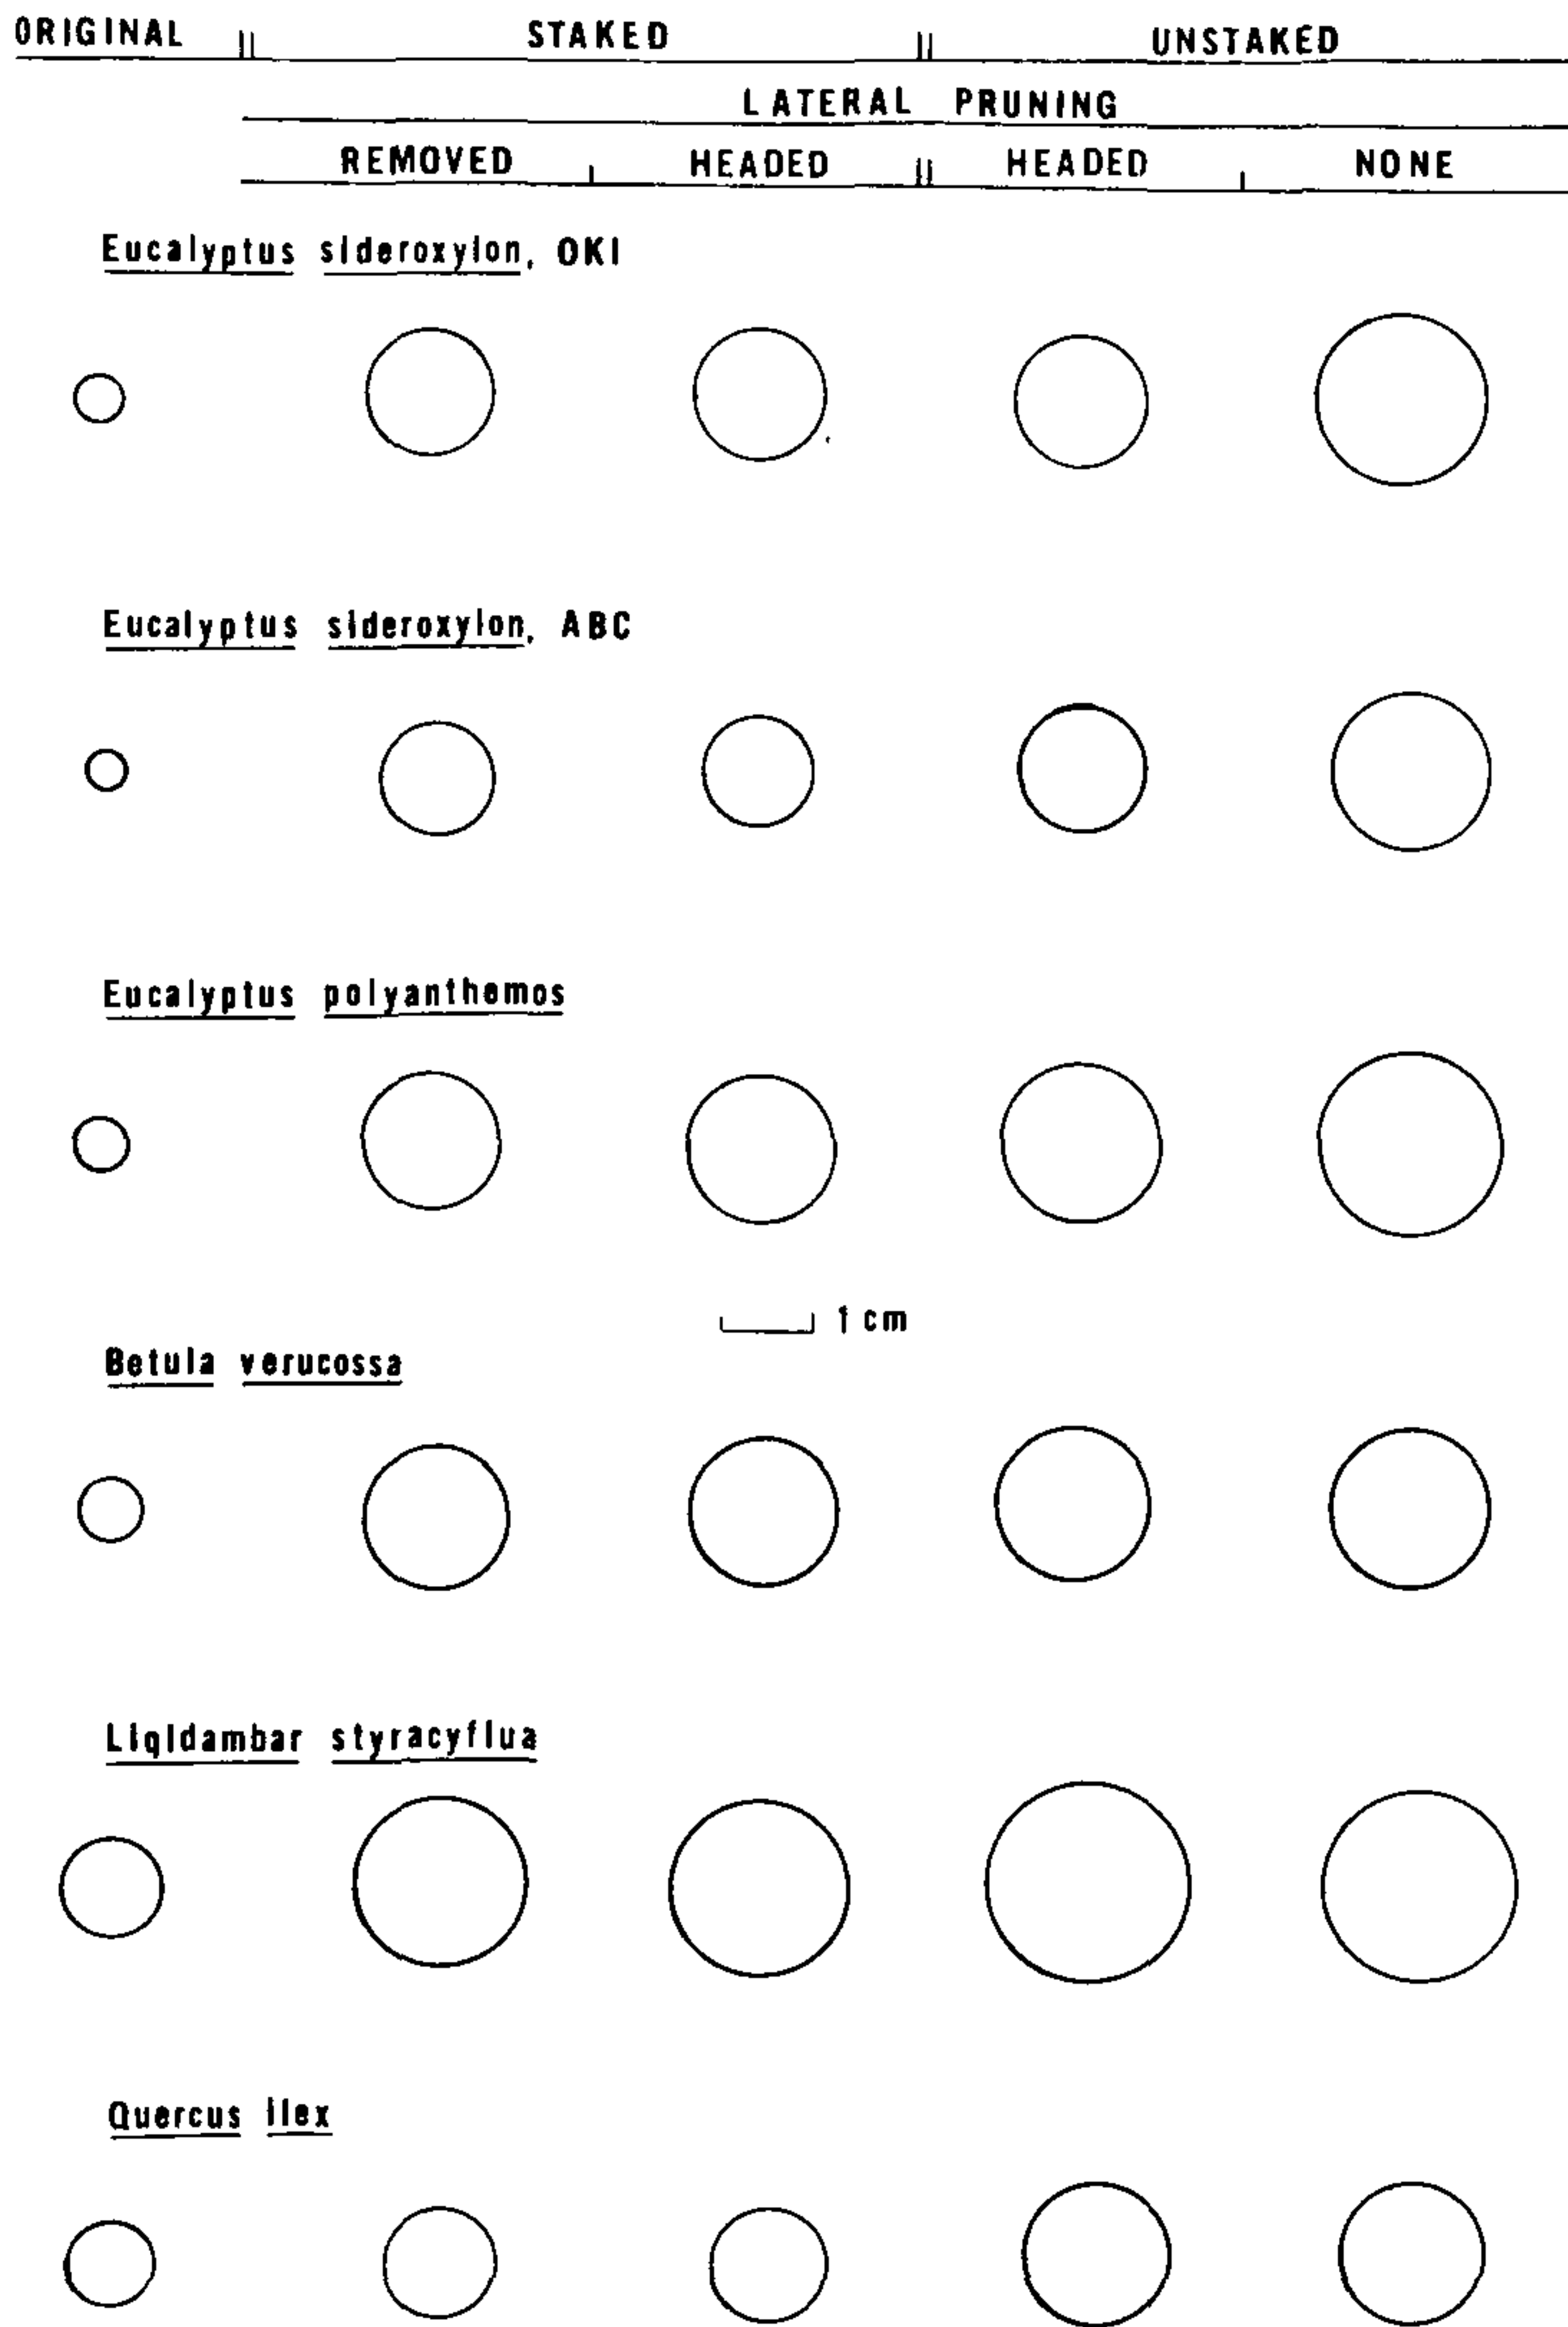 ORIGINAL STAKED UNSTAKED
LATERAL PRUNING
REMOVED HEADED HEADED NONE
Eucalyptus sideroxylon, OKI
Eucalyptus sideroxylon, ABC
Eucalyptus polyanthemos
1 cm
Betula verucossa
Liqidambar styracyflua
Quercus ilex